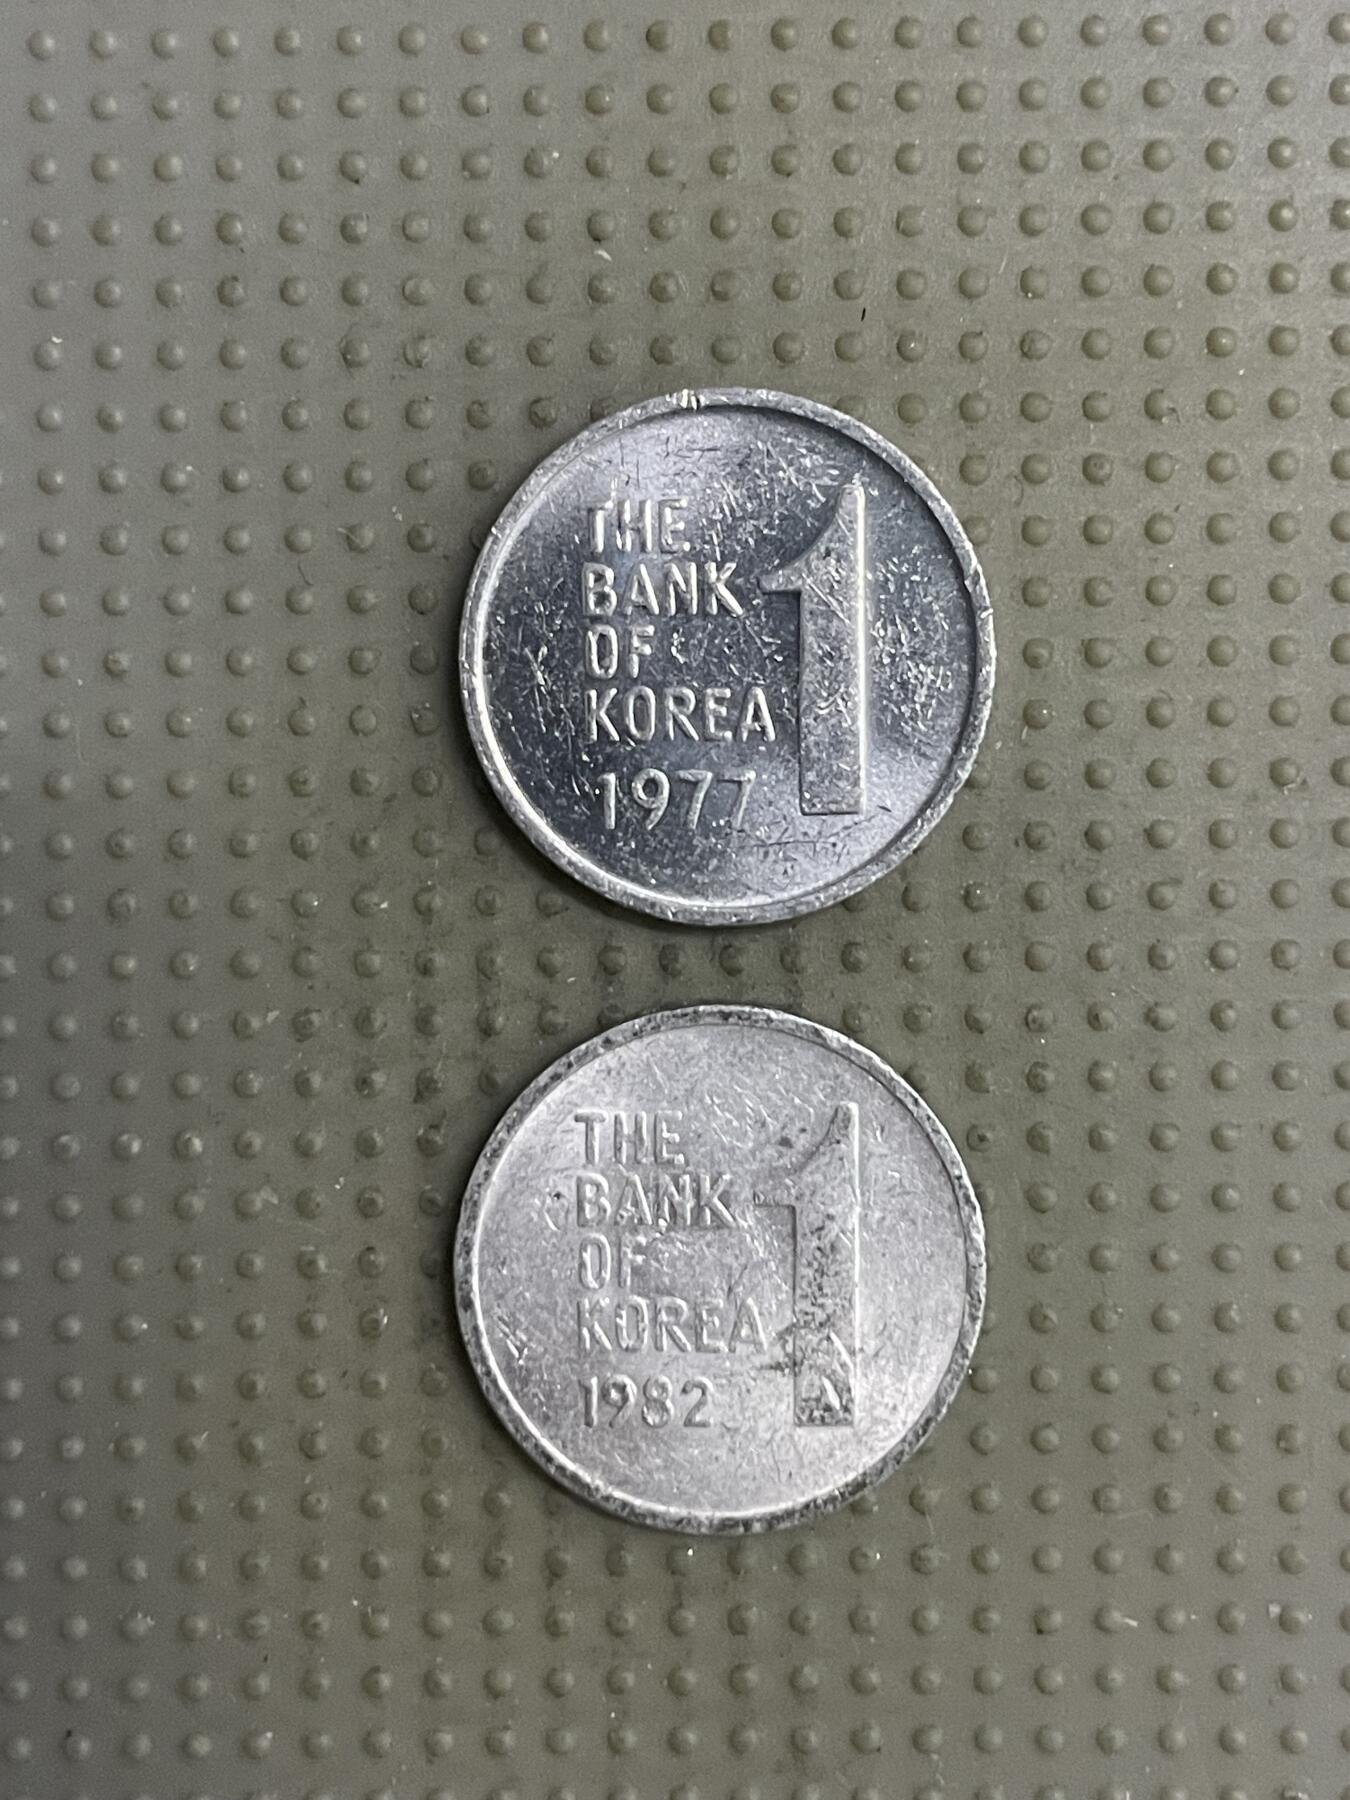 THE
BANK
OF
KOREA
1977
1
THE
BANK
OF
KOREA
1982
1